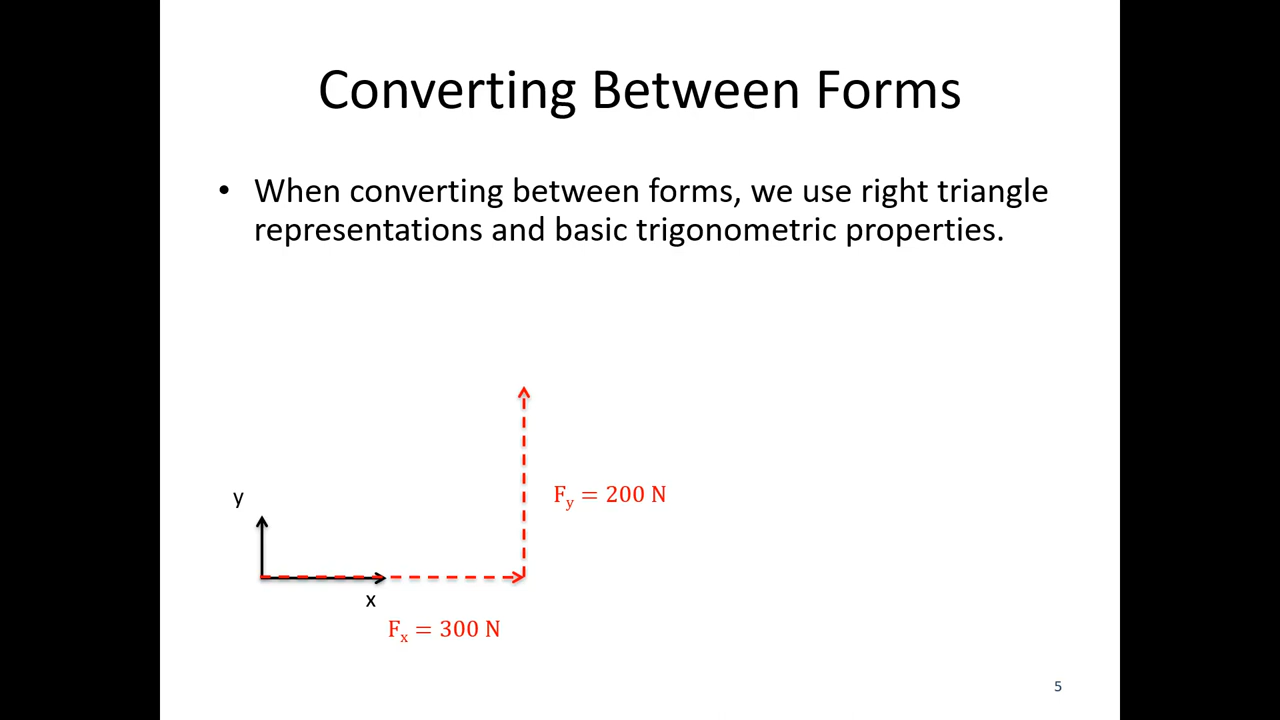 Converting Between Forms
• When converting between forms, we use right triangle
representations and basic trigonometric properties.
y
F_y = 200 N
x
F_x = 300 N
5